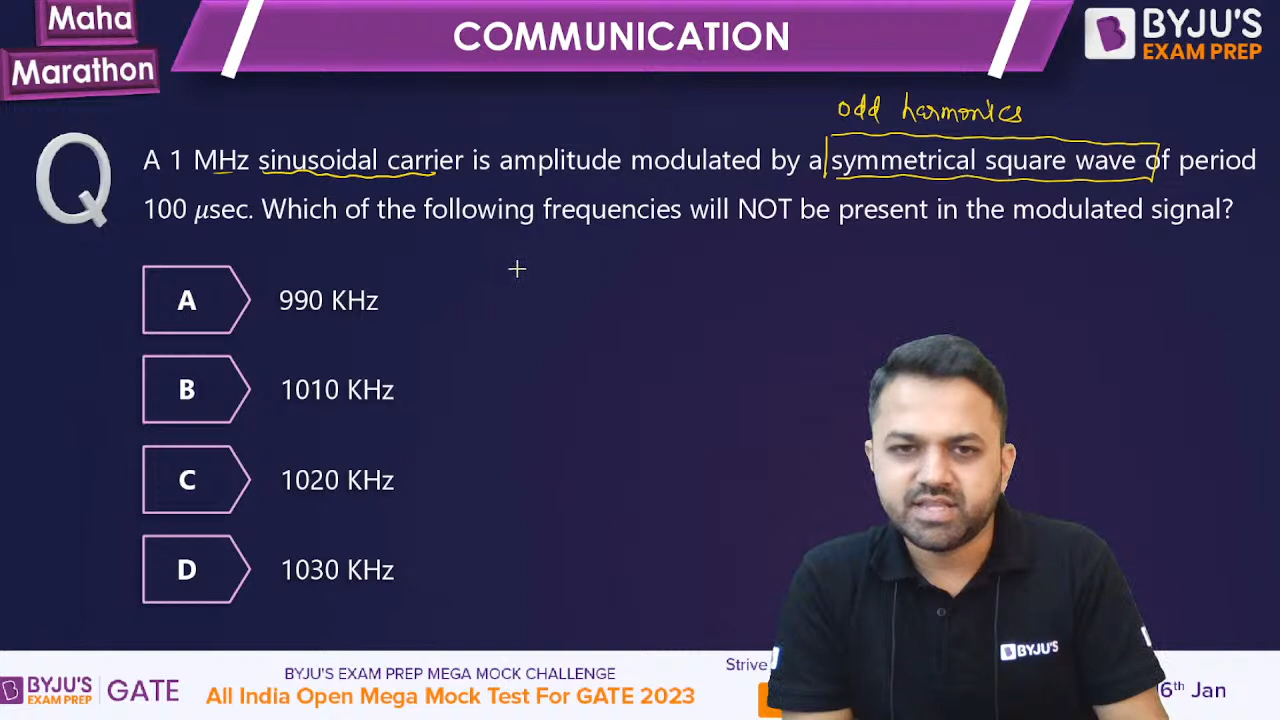 Maha
Marathon
COMMUNICATION
BYJU'S
EXAM PREP
odd harmonics
Q
A 1 MHz sinusoidal carrier is amplitude modulated by a symmetrical square wave of period
100 μsec. Which of the following frequencies will NOT be present in the modulated signal?
A 990 KHz
B 1010 KHz
C 1020 KHz
D 1030 KHz
BYJU'S
BYJU'S
EXAM PREP
GATE
BYJU'S EXAM PREP MEGA MOCK CHALLENGE
All India Open Mega Mock Test For GATE 2023
Strive
6th Jan